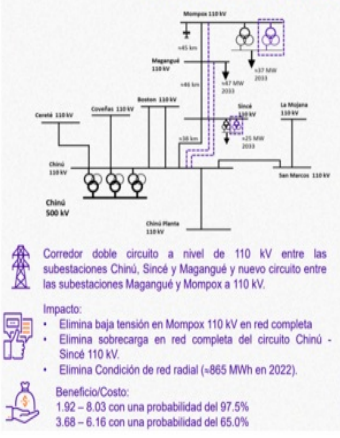 Mompox 110 kV
≈45 km
Magangué
110 kV
≈37 MW
2033
≈46 km
≈47 MW
2033
Cereté 110 kV
Coveñas 110 kV
Boston 110 kV
Sincé
110 kV
La Mojana
110 kV
≈38 km
≈25 MW
2033
Chinú
110 kV
San Marcos 110 kV
Chinú
500 kV
Chinú Planta
110 kV
Corredor doble circuito a nivel de 110 kV entre las
subestaciones Chinú, Sincé y Magangué y nuevo circuito entre
las subestaciones Magangué y Mompox a 110 kV.
Impacto:
• Elimina baja tensión en Mompox 110 kV en red completa
• Elimina sobrecarga en red completa del circuito Chinú -
Sincé 110 kV.
• Elimina Condición de red radial (≈865 MWh en 2022).
Beneficio/Costo:
1.92 – 8.03 con una probabilidad del 97.5%
3.68 – 6.16 con una probabilidad del 65.0%